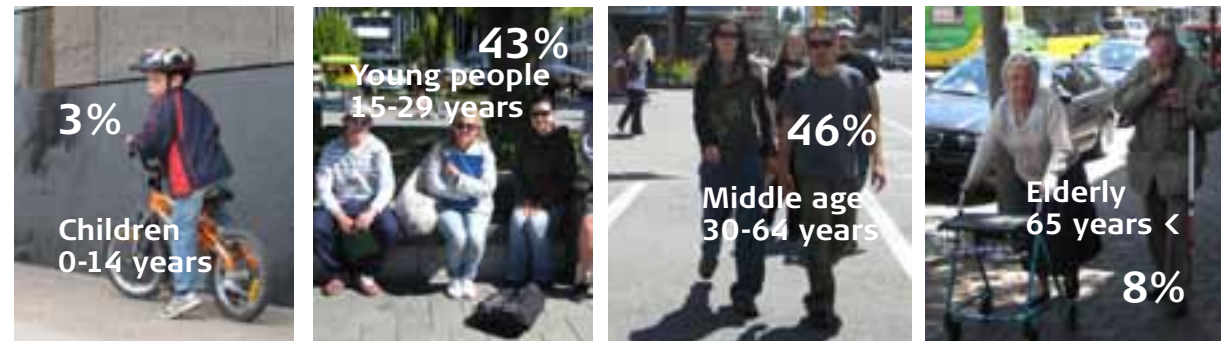 3%
Children
0-14 years
43%
Young people
15-29 years
46%
Middle age
30-64 years
Elderly
65 years <
8%